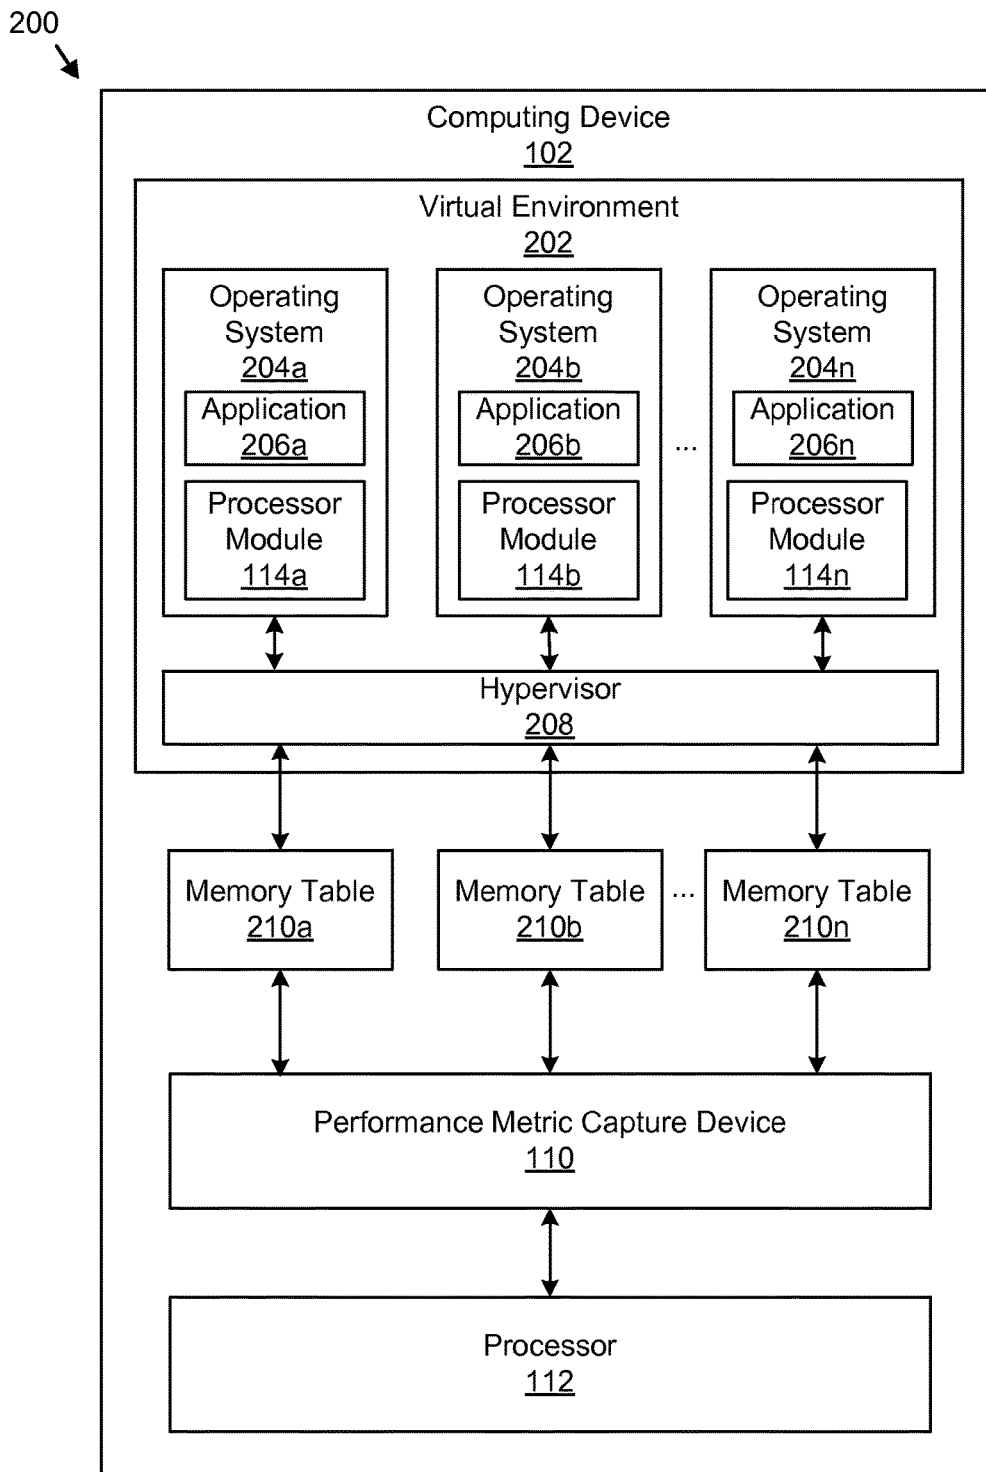 200
Computing Device
102
Virtual Environment
202
Operating
System
204a
Application
206a
Processor
Module
114a
Operating
System
204b
Application
206b
Processor
Module
114b
...
Operating
System
204n
Application
206n
Processor
Module
114n
Hypervisor
208
Memory Table
210a
Memory Table
210b
...
Memory Table
210n
Performance Metric Capture Device
110
Processor
112